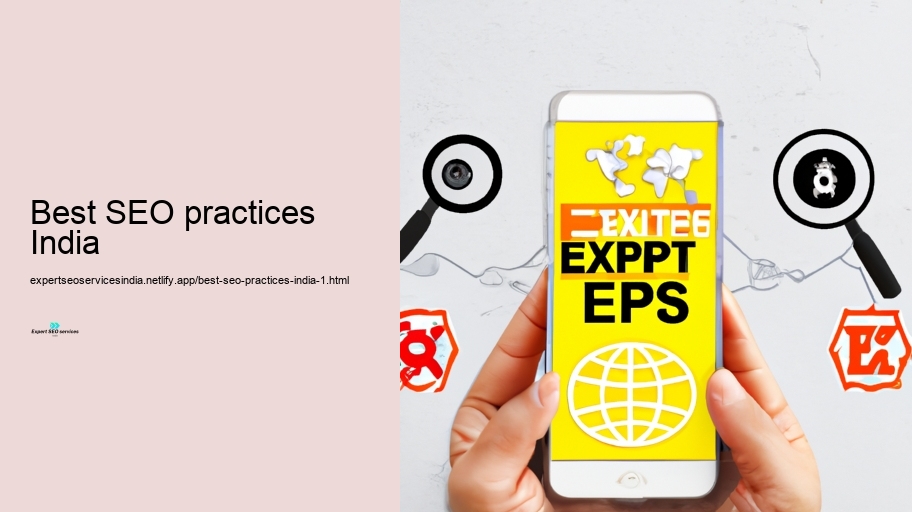 Best SEO practices
India
expertseoservicesindia.netlify.app/best-seo-practices-india-1.html
Expert SEO services
EXITE6
EXPPT
EPS